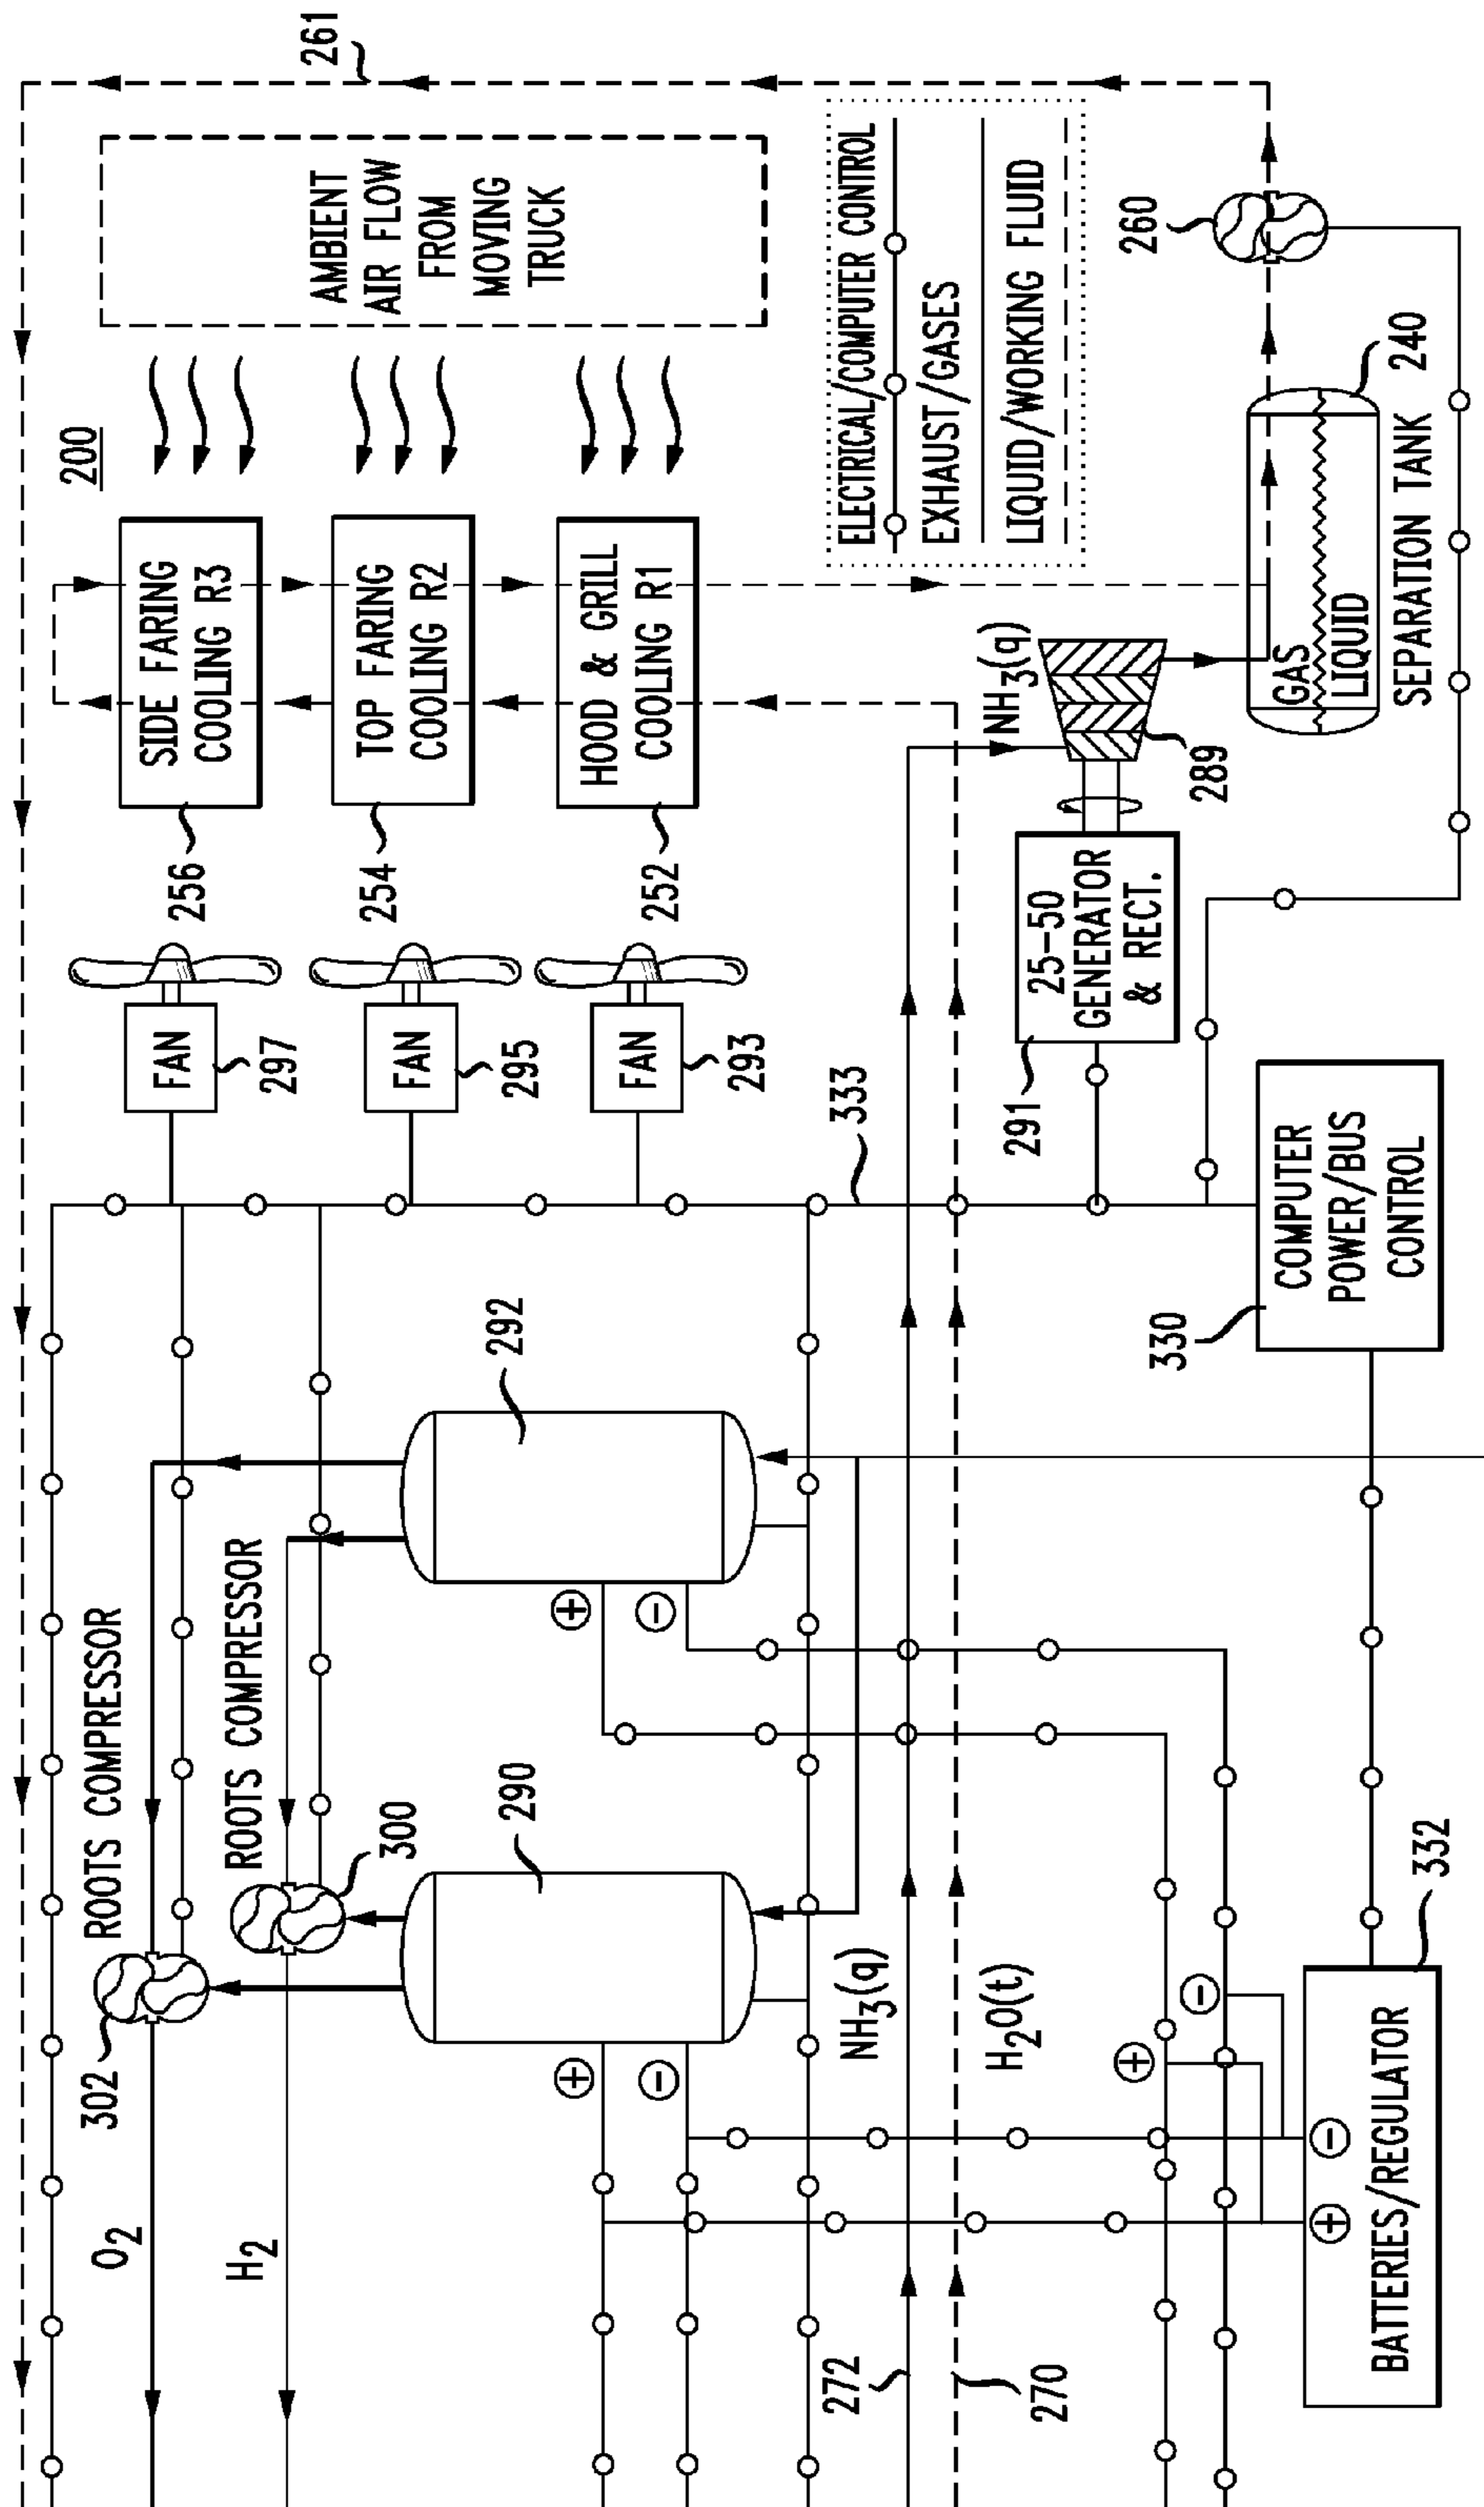 200
261
AMBIENT
AIR FLOW
FROM
MOVING
TRUCK
SIDE FARING
COOLING R3
256
TOP FARING
COOLING R2
254
HOOD & GRILL
COOLING R1
252
ELECTRICAL/COMPUTER CONTROL
EXHAUST/GASES
LIQUID/WORKING FLUID
260
240
GAS
LIQUID
SEPARATION TANK
NH3(q)
289
25-50
GENERATOR
& RECT.
291
FAN
297
FAN
295
FAN
293
333
COMPUTER
POWER/BUS
CONTROL
330
292
ROOTS COMPRESSOR
ROOTS COMPRESSOR
+
-
290
300
302
+
-
NH3(q)
H2O(t)
O2
H2
272
270
+
-
332
+
-
BATTERIES/REGULATOR